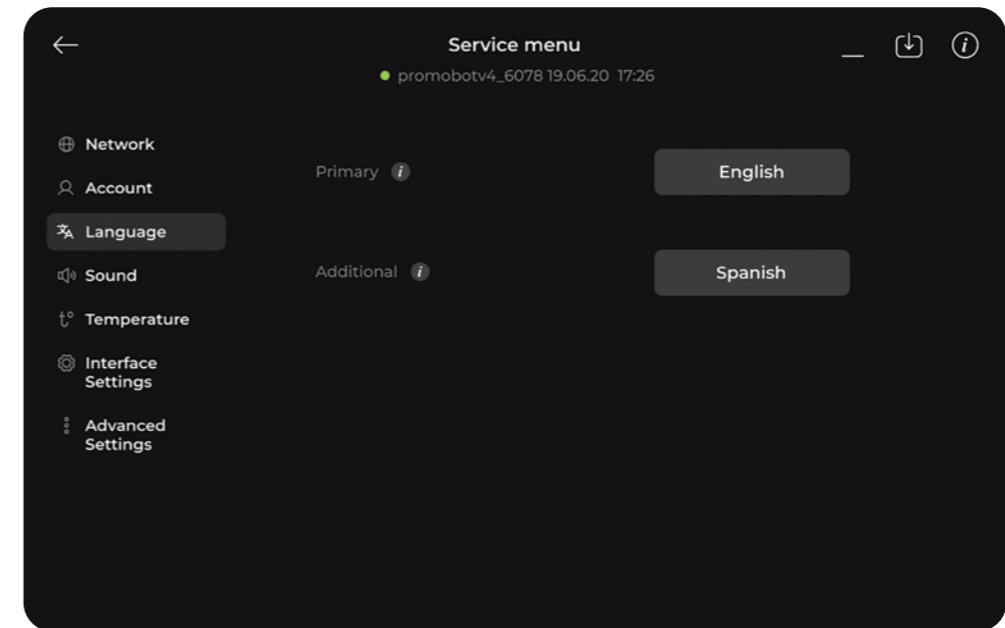 Service menu
promobotv4_6078 19.06.20 17:26
Network
Account
Language
Sound
t° Temperature
Interface
Settings
Advanced
Settings
Primary i
English
Additional i
Spanish